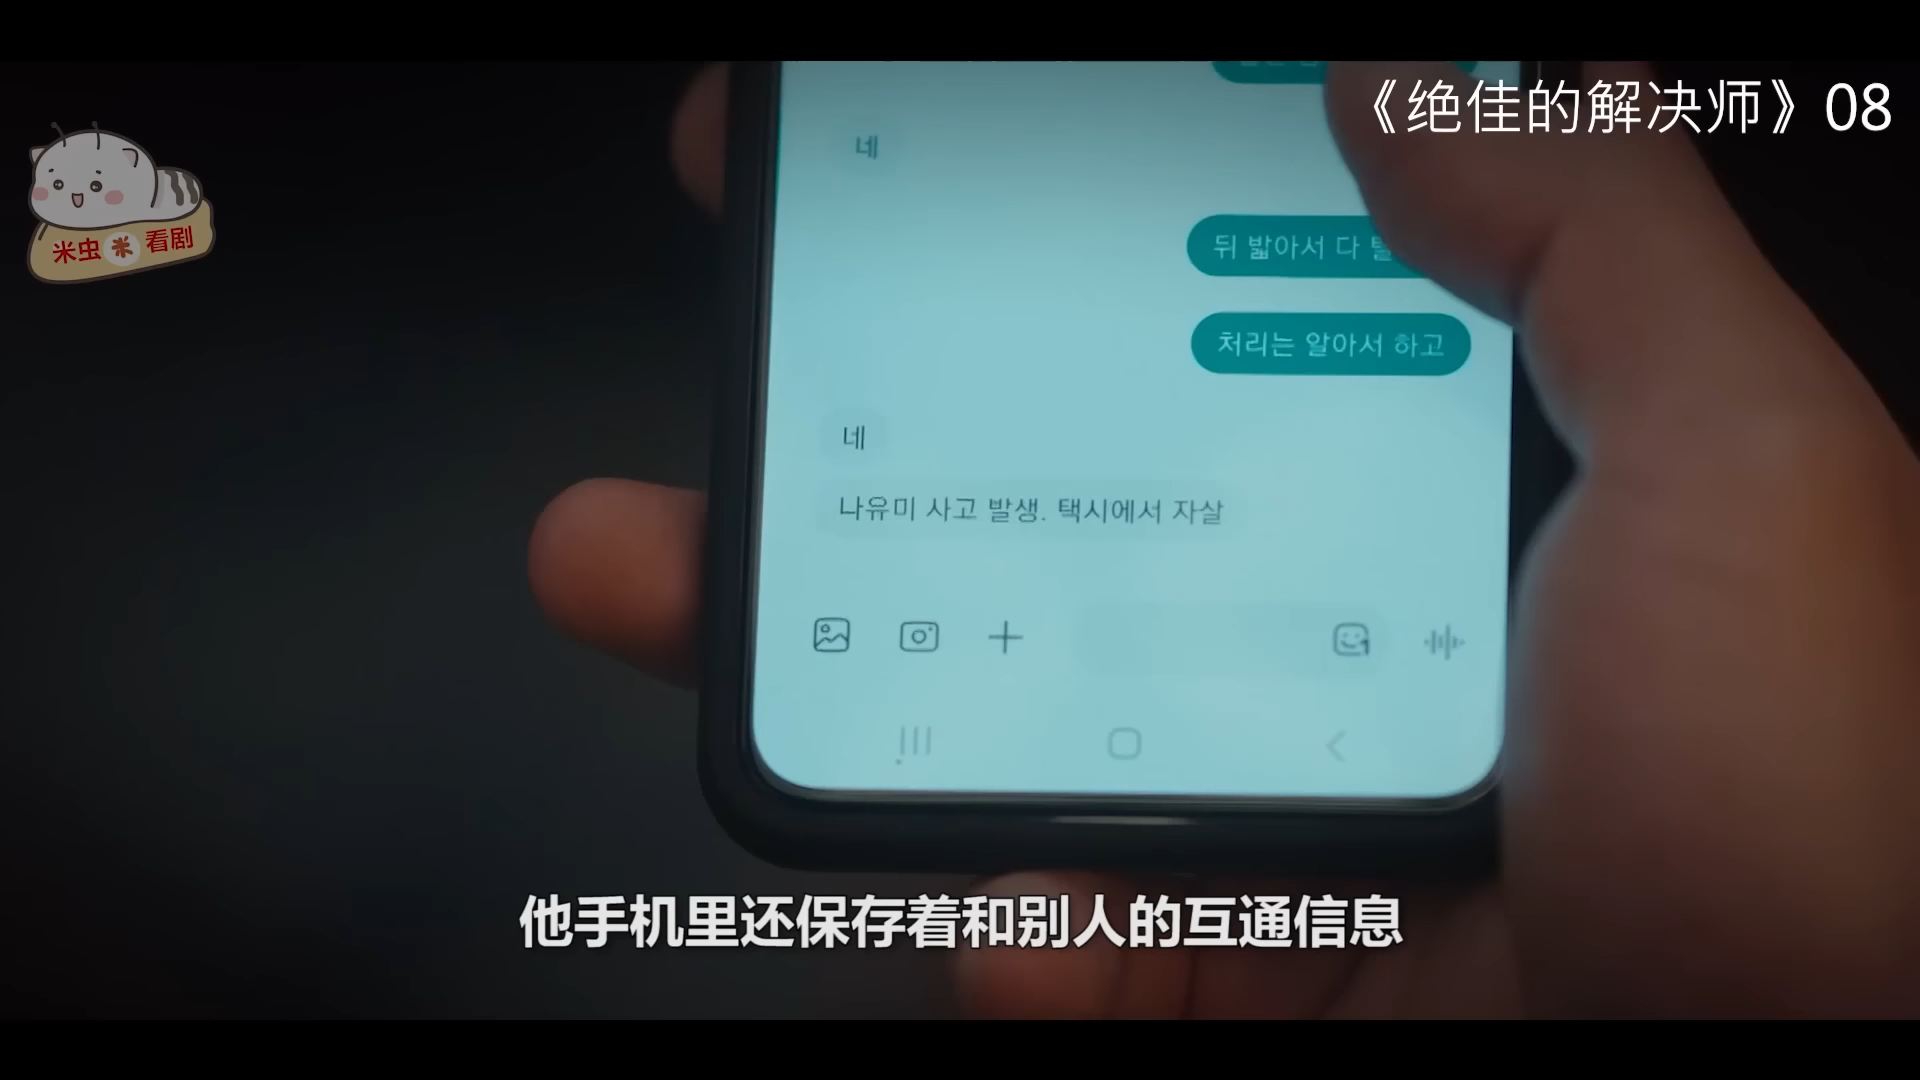 《绝佳的解决师》08
米虫米看剧
네
뒤 밟아서 다
처리는 알아서 하고
네
나유미 사고 발생. 택시에서 자살
他手机里还保存着和别人的互通信息